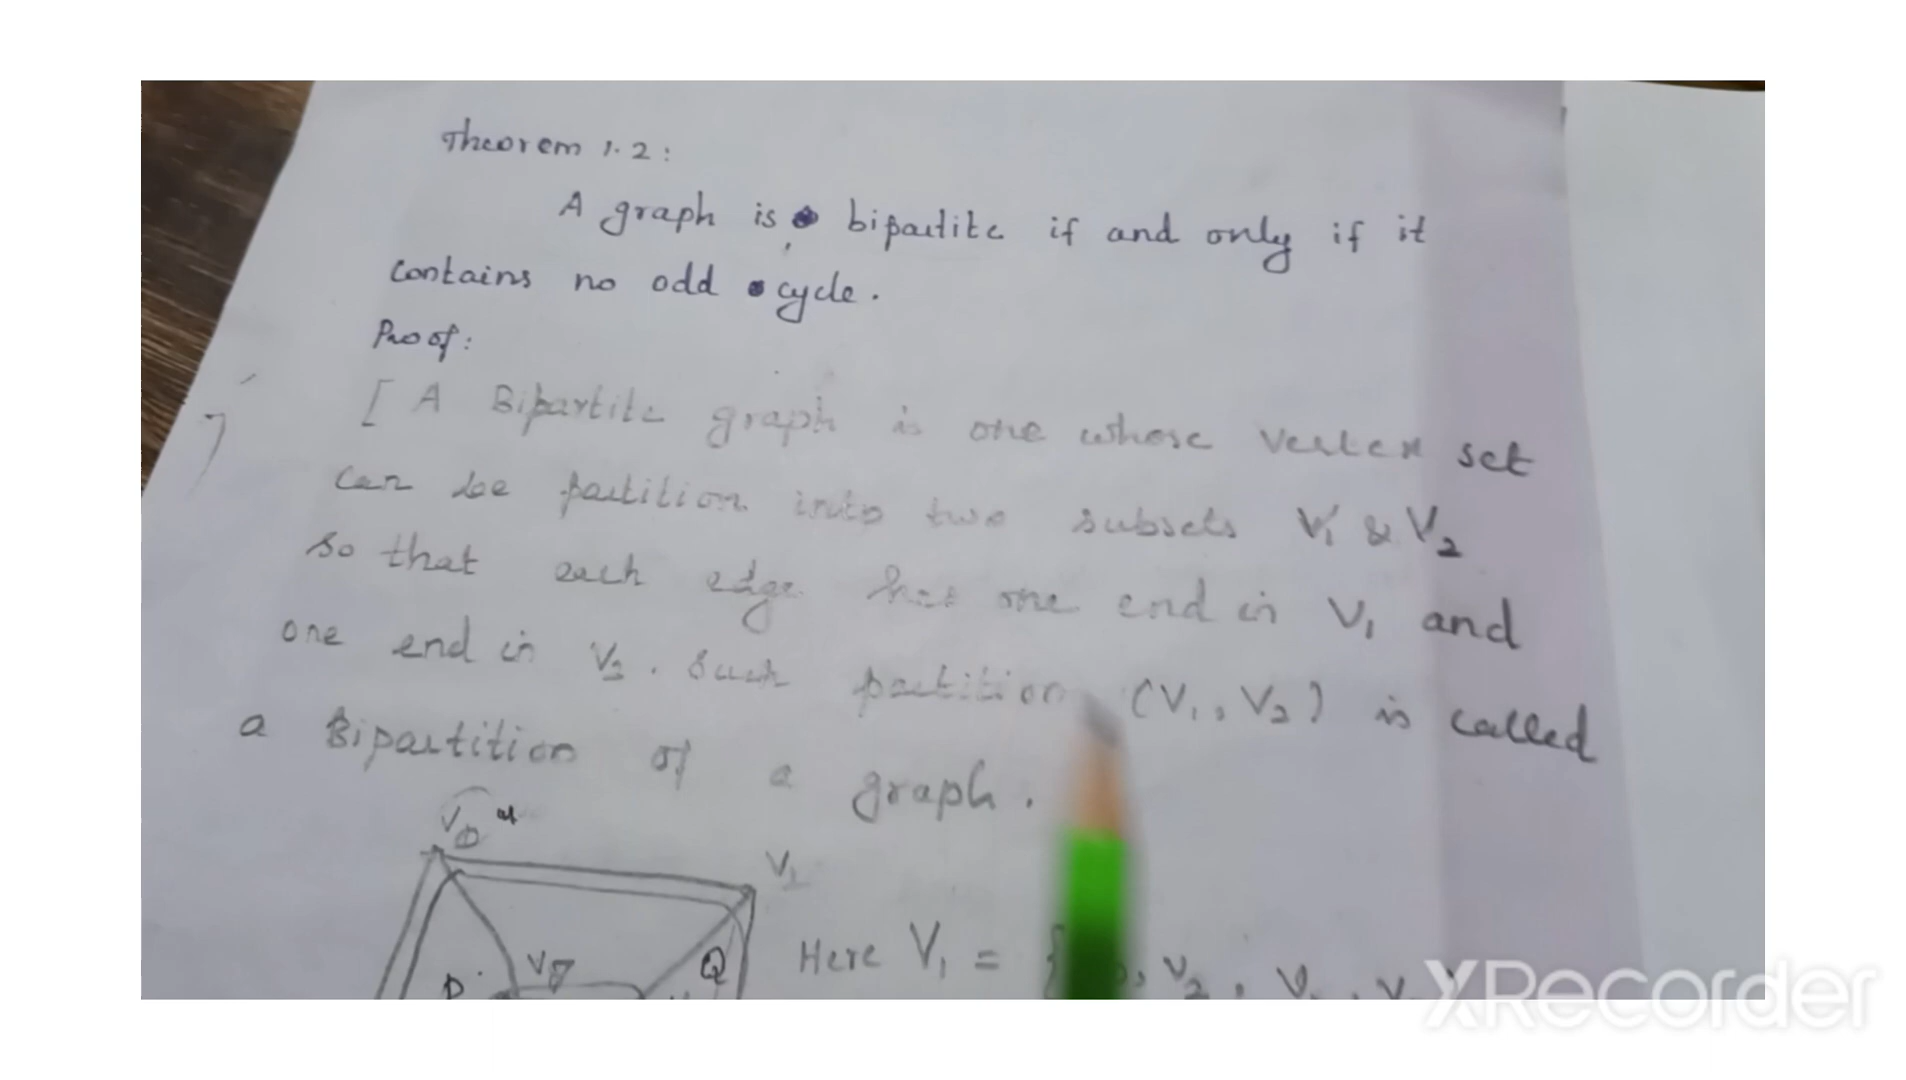 Theorem 1.2:
A graph is bipartite if and only if it
contains no odd cycle.
Proof:
[ A Bipartite graph is one whose vertex set
can be partition into two subsets V1 & V2
so that each edge has one end in V1 and
one end in V2. Such partition (V1, V2) is called
a Bipartition of a graph.
V1
Q
Here V1 = { , V2,
XRecorder